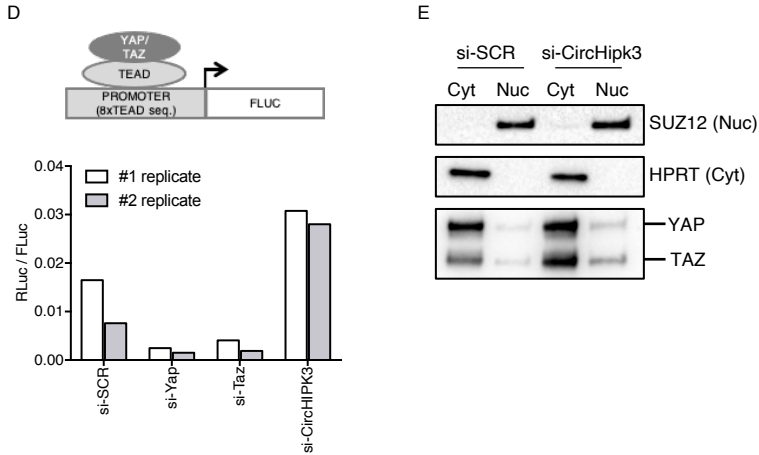 D
YAP/
TAZ
TEAD
PROMOTER
(8xTEAD seq.)
FLUC
RLuc / FLuc
0.04
0.03
0.02
0.01
0.00
#1 replicate
#2 replicate
si-SCR
si-Yap
si-Taz
si-CircHIPK3
E
si-SCR si-CircHipk3
Cyt Nuc Cyt Nuc
SUZ12 (Nuc)
HPRT (Cyt)
YAP
TAZ